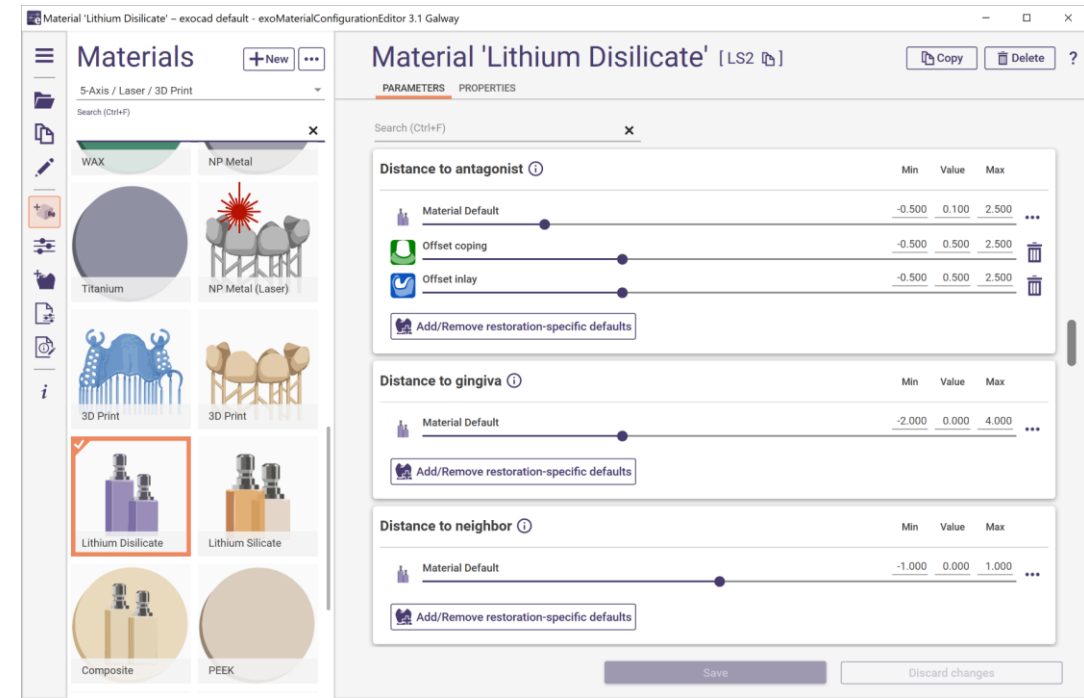 Material 'Lithium Disilicate' – exocad default - exoMaterialConfigurationEditor 3.1 Galway
Materials
+New
•••
5-Axis / Laser / 3D Print
Search (Ctrl+F)
WAX
NP Metal
Titanium
NP Metal (Laser)
3D Print
3D Print
Lithium Disilicate
Lithium Silicate
Composite
PEEK
Material 'Lithium Disilicate' [LS2]
Copy
Delete
?
PARAMETERS PROPERTIES
Search (Ctrl+F)
Distance to antagonist Min Value Max
Material Default -0.500 0.100 2.500
Offset coping -0.500 0.500 2.500
Offset inlay -0.500 0.500 2.500
Add/Remove restoration-specific defaults
Distance to gingiva Min Value Max
Material Default -2.000 0.000 4.000
Add/Remove restoration-specific defaults
Distance to neighbor Min Value Max
Material Default -1.000 0.000 1.000
Add/Remove restoration-specific defaults
Save
Discard changes